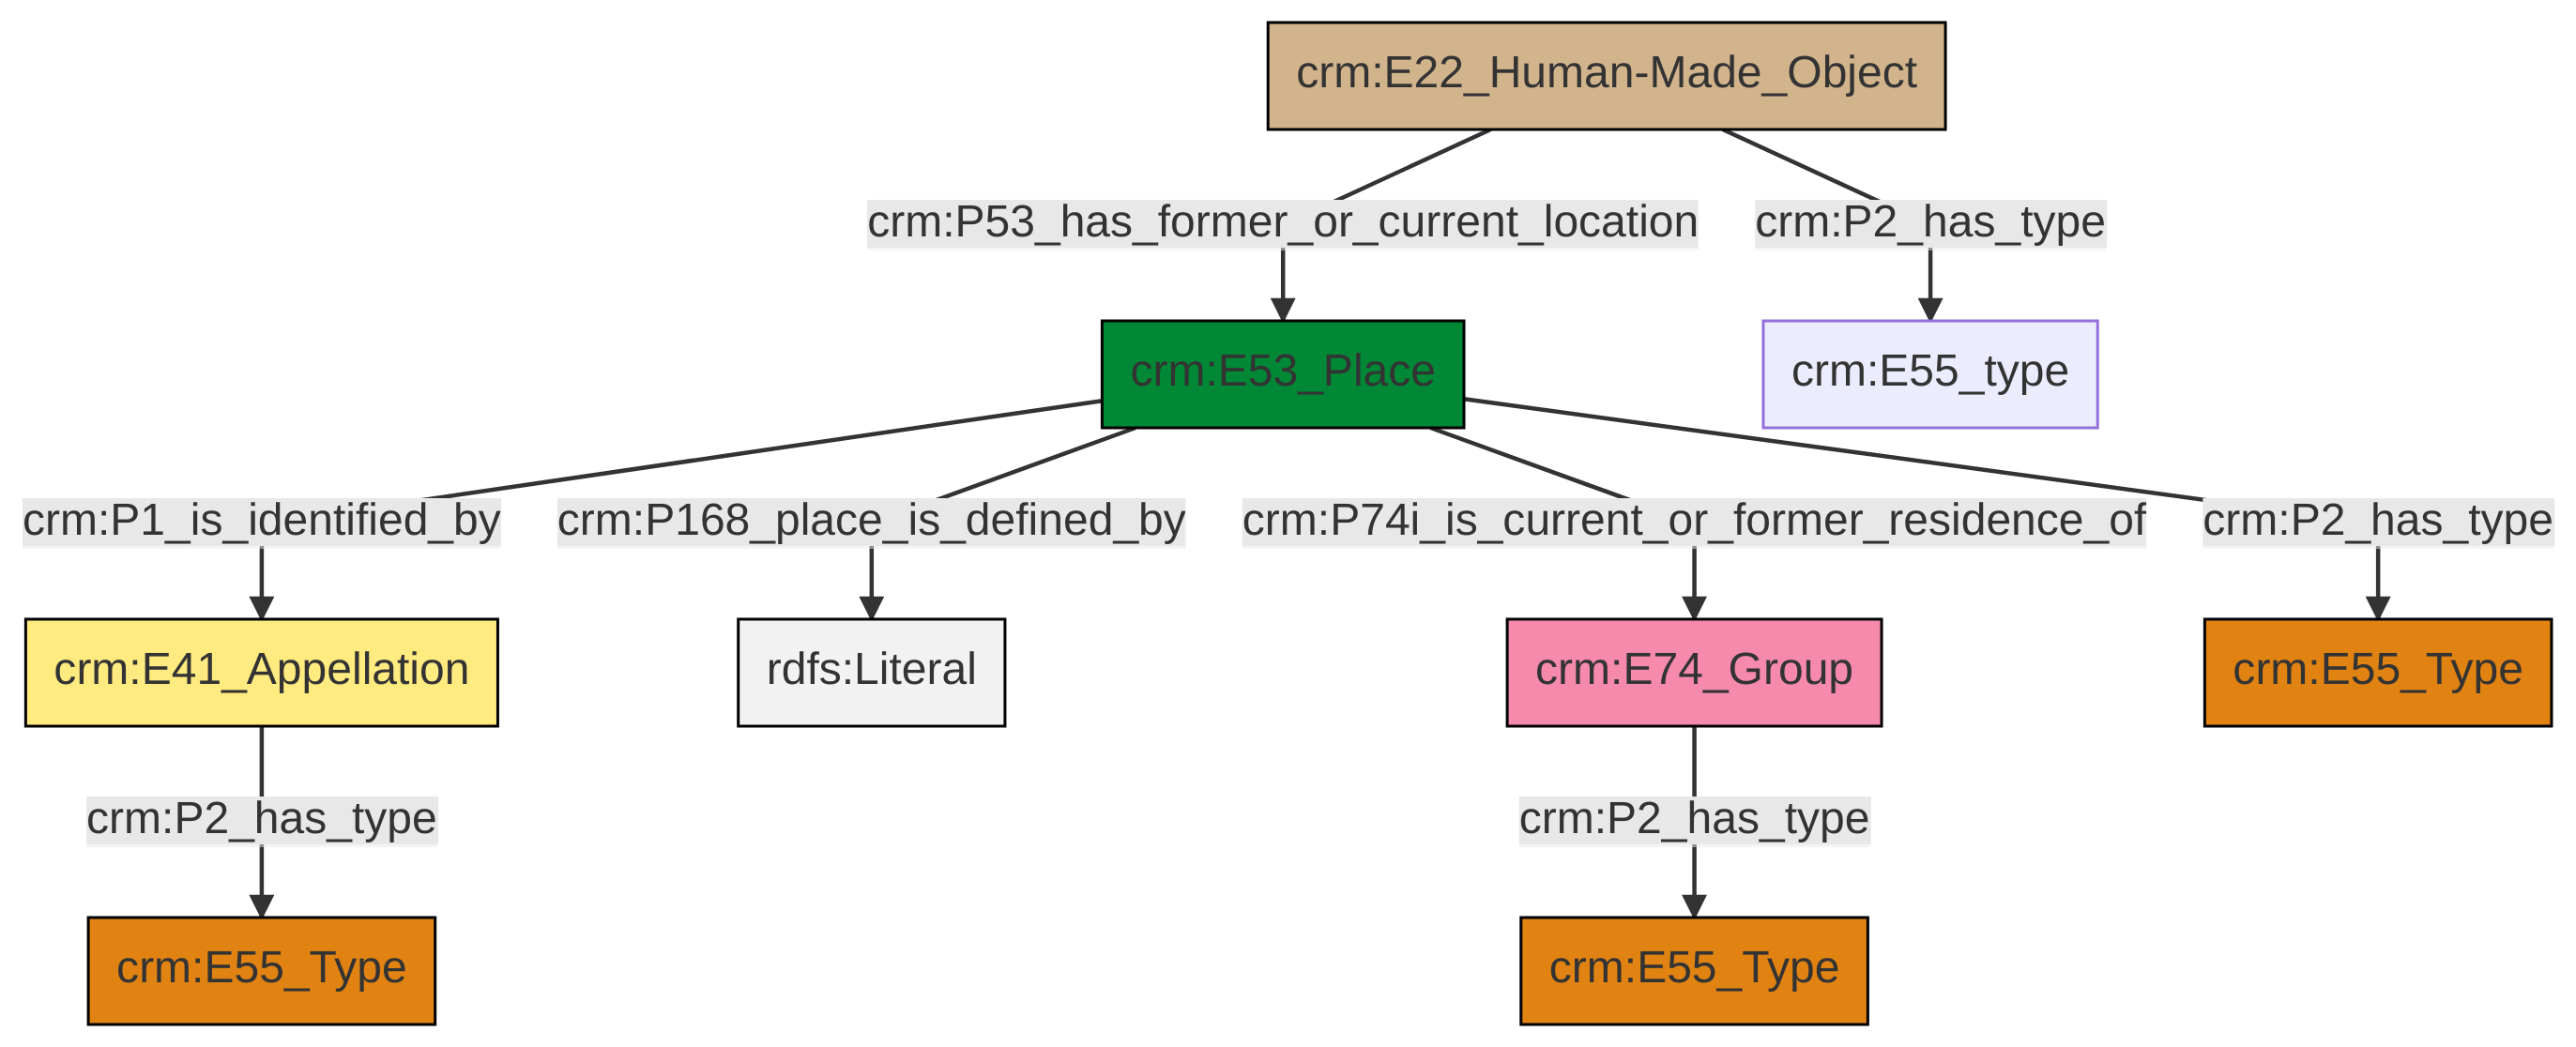 crm:E22_Human-Made_Object
crm:P53_has_former_or_current_location
crm:P2_has_type
crm:E53_Place
crm:E55_type
crm:P1_is_identified_by
crm:P168_place_is_defined_by
crm:P74i_is_current_or_former_residence_of
crm:P2_has_type
crm:E41_Appellation
rdfs:Literal
crm:E74_Group
crm:E55_Type
crm:P2_has_type
crm:P2_has_type
crm:E55_Type
crm:E55_Type